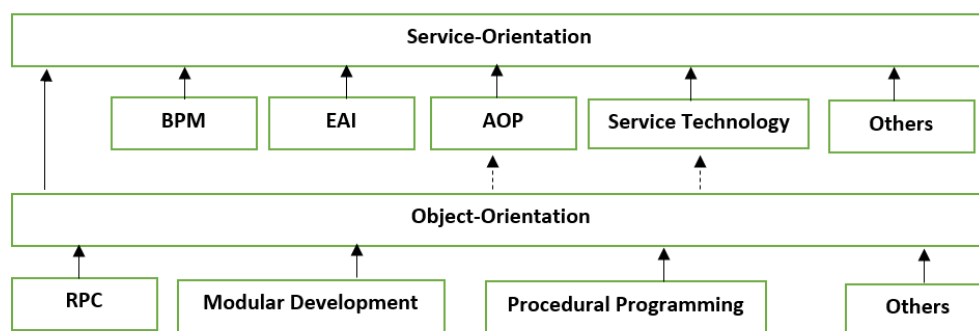 Service-Orientation
BPM
EAI
AOP
Service Technology
Others
Object-Orientation
RPC
Modular Development
Procedural Programming
Others